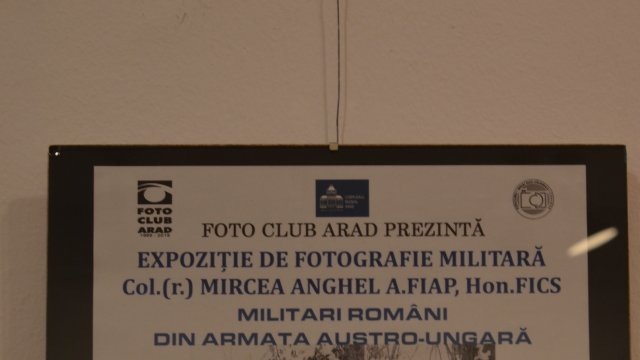 FOTO
CLUB
ARAD
FOTO CLUB ARAD PREZINTĂ
EXPOZIȚIE DE FOTOGRAFIE MILITARĂ
Col.(r.) MIRCEA ANGHEL A.FIAP, Hon.FICS
MILITARI ROMÂNI
DIN ARMATA AUSTRO-UNGARĂ